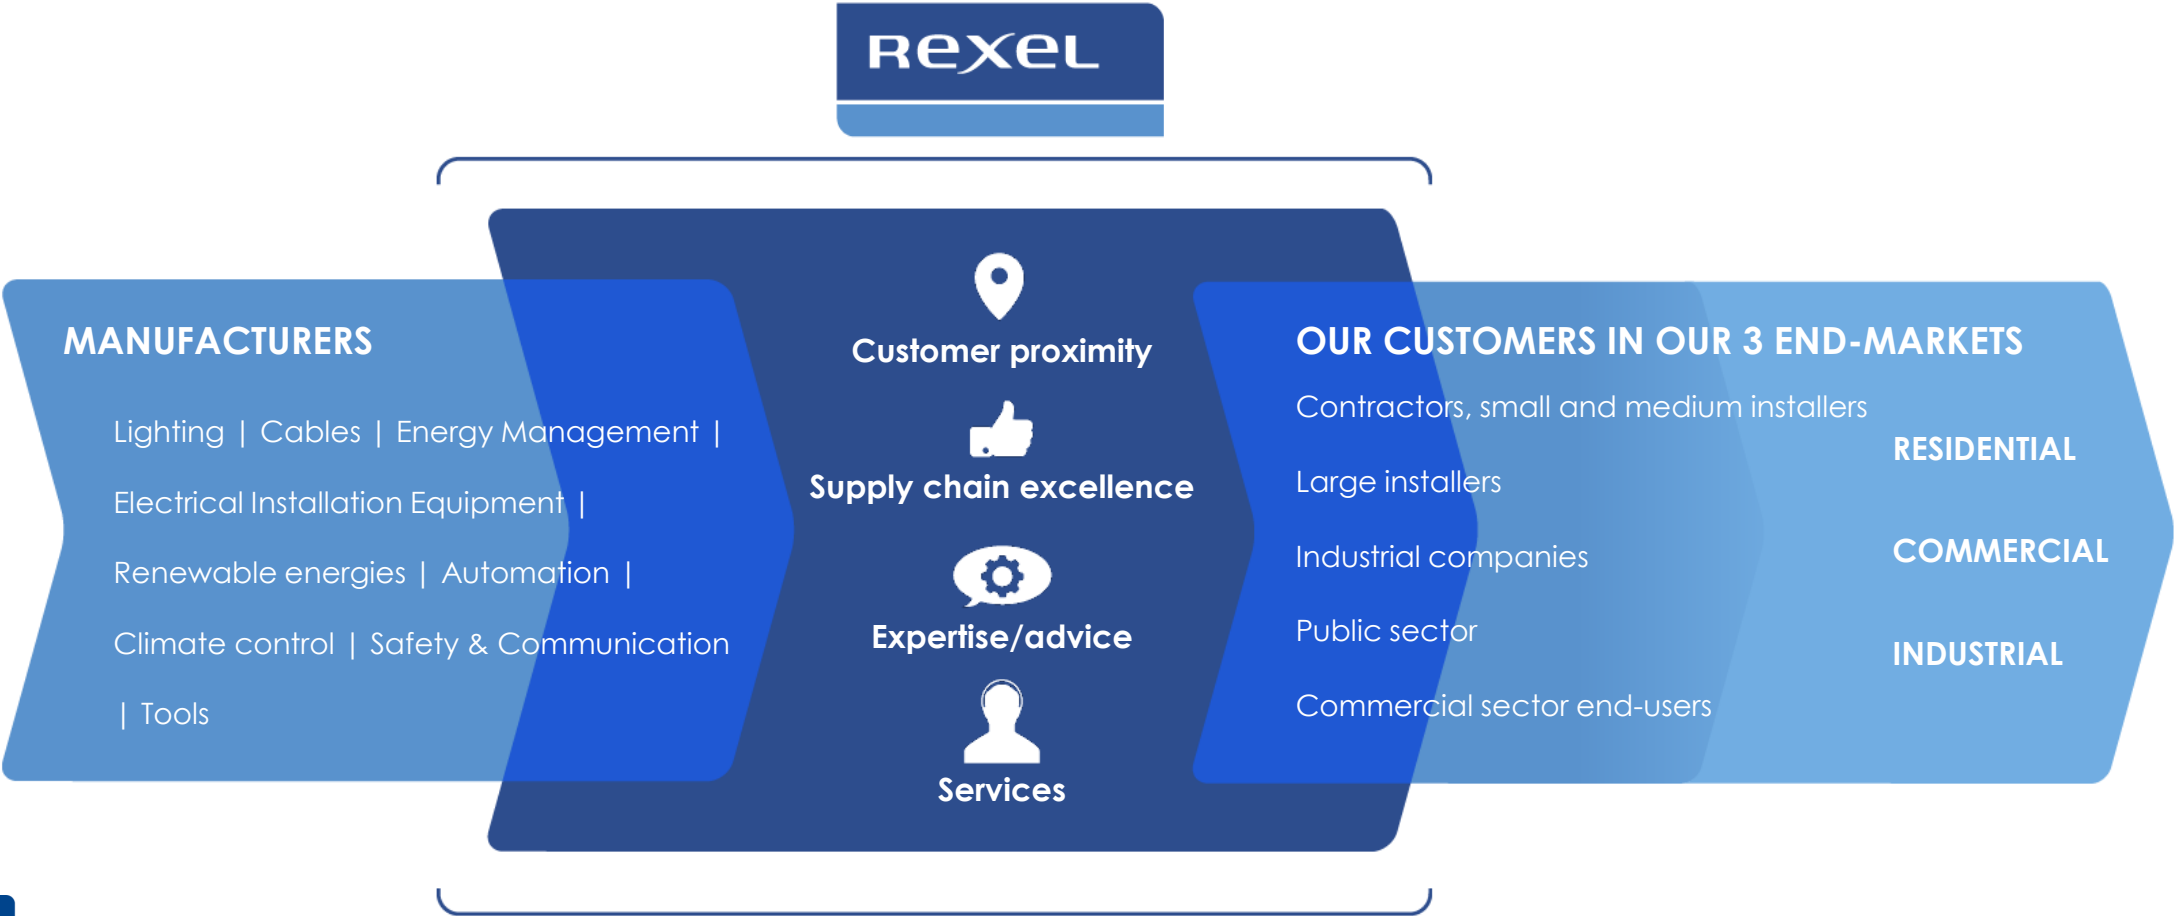 REXEL
MANUFACTURERS
Lighting | Cables | Energy Management |
Electrical Installation Equipment |
Renewable energies | Automation |
Climate control | Safety & Communication
| Tools
Customer proximity
Supply chain excellence
Expertise/advice
Services
OUR CUSTOMERS IN OUR 3 END-MARKETS
Contractors, small and medium installers
Large installers
Industrial companies
Public sector
Commercial sector end-users
RESIDENTIAL
COMMERCIAL
INDUSTRIAL